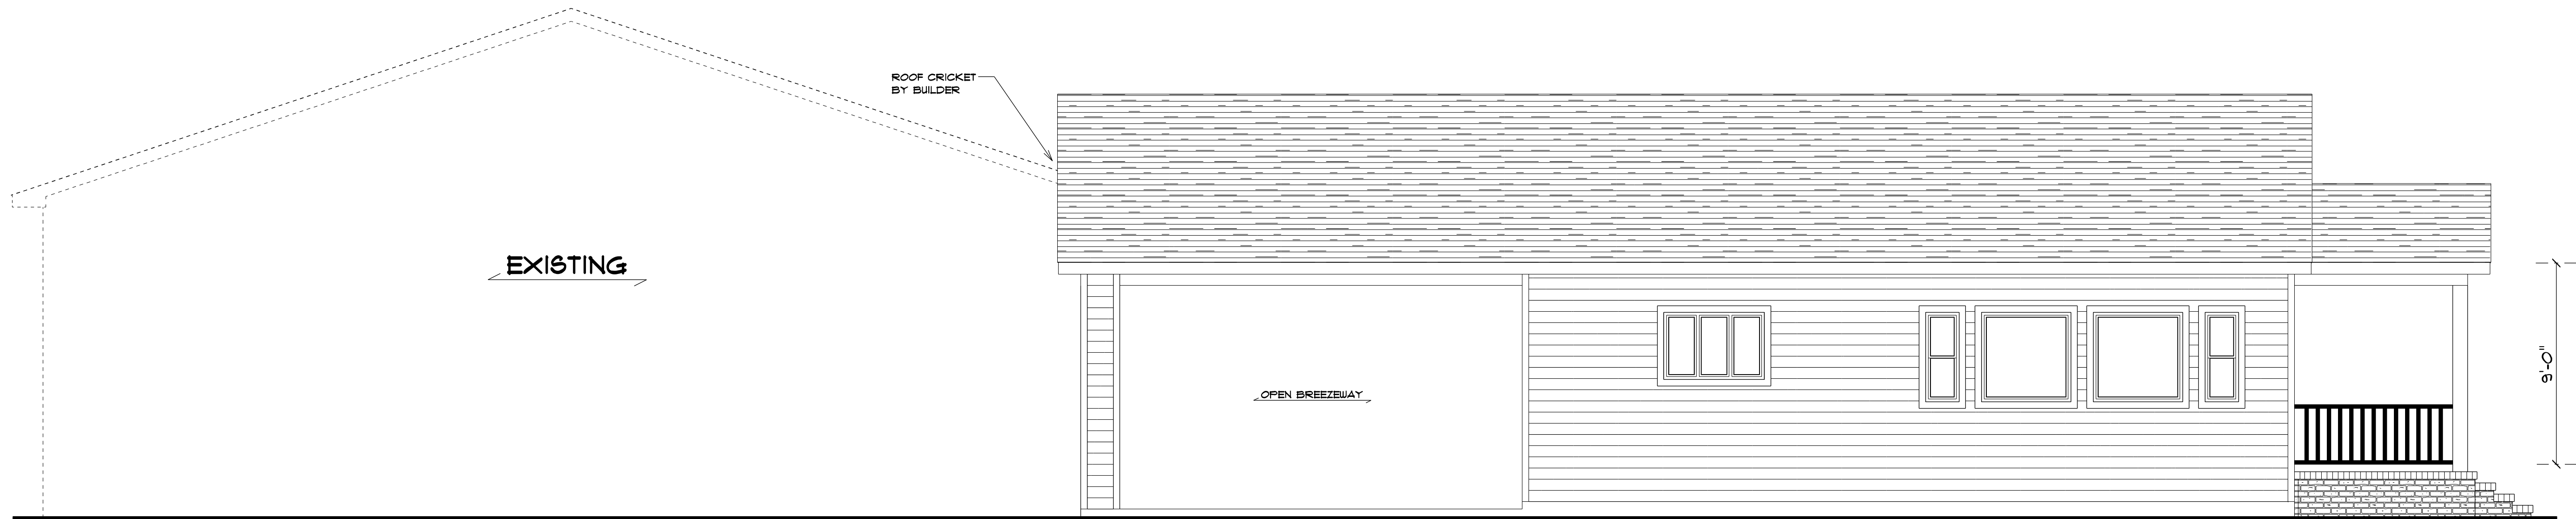 ROOF CRICKET
BY BUILDER
EXISTING
OPEN BREEZEWAY
9'-0"